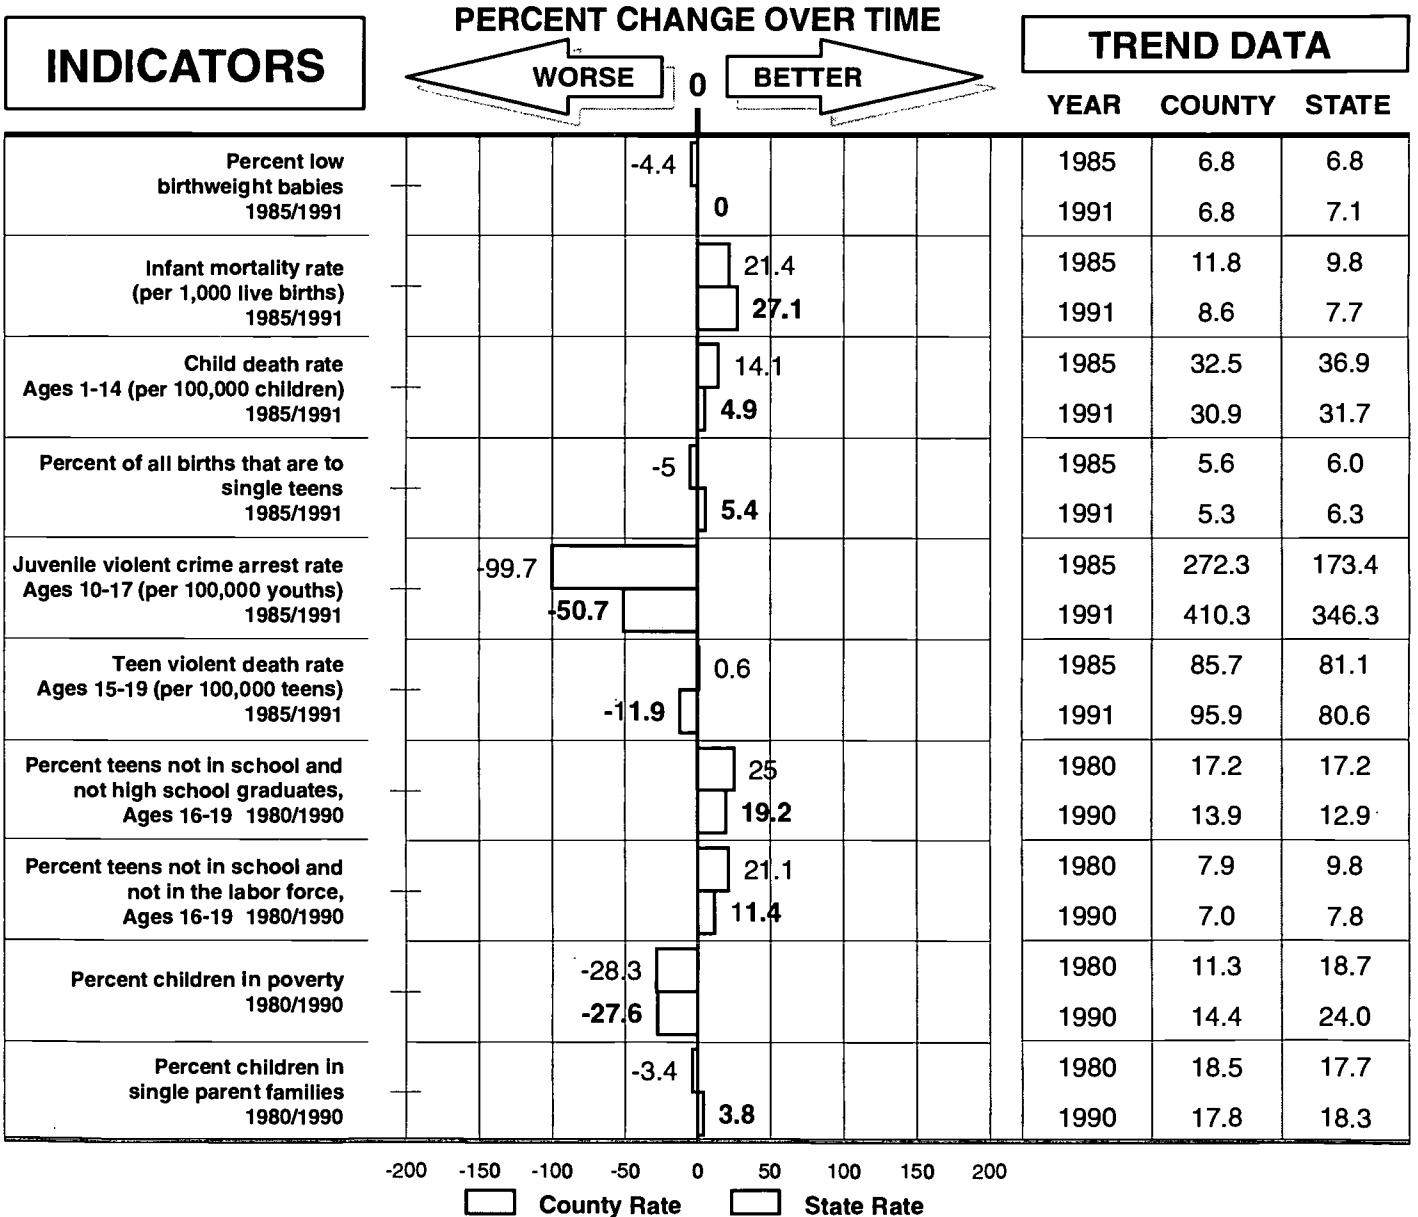 PERCENT CHANGE OVER TIME
INDICATORS
WORSE
0
BETTER
TREND DATA
YEAR COUNTY STATE
Percent low
birthweight babies
1985/1991
-4.4
0
1985 6.8 6.8
1991 6.8 7.1
Infant mortality rate
(per 1,000 live births)
1985/1991
21.4
27.1
1985 11.8 9.8
1991 8.6 7.7
Child death rate
Ages 1-14 (per 100,000 children)
1985/1991
14.1
4.9
1985 32.5 36.9
1991 30.9 31.7
Percent of all births that are to
single teens
1985/1991
-5
5.4
1985 5.6 6.0
1991 5.3 6.3
Juvenile violent crime arrest rate
Ages 10-17 (per 100,000 youths)
1985/1991
-99.7
-50.7
1985 272.3 173.4
1991 410.3 346.3
Teen violent death rate
Ages 15-19 (per 100,000 teens)
1985/1991
0.6
-11.9
1985 85.7 81.1
1991 95.9 80.6
Percent teens not in school and
not high school graduates,
Ages 16-19 1980/1990
25
19.2
1980 17.2 17.2
1990 13.9 12.9
Percent teens not in school and
not in the labor force,
Ages 16-19 1980/1990
21.1
11.4
1980 7.9 9.8
1990 7.0 7.8
Percent children in poverty
1980/1990
-28.3
-27.6
1980 11.3 18.7
1990 14.4 24.0
Percent children in
single parent families
1980/1990
-3.4
3.8
1980 18.5 17.7
1990 17.8 18.3
-200 -150 -100 -50 0 50 100 150 200
County Rate State Rate